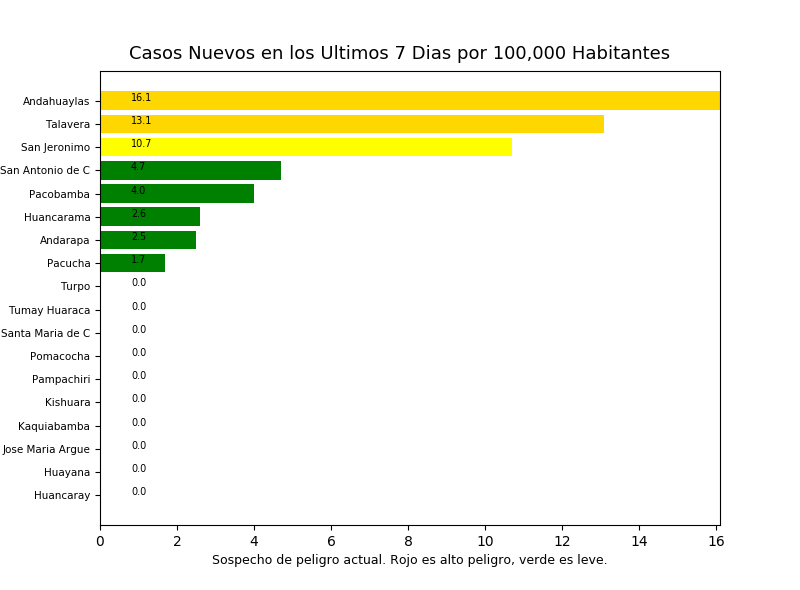 Casos Nuevos en los Ultimos 7 Dias por 100,000 Habitantes
Andahuaylas 16.1
Talavera 13.1
San Jeronimo 10.7
San Antonio de C 4.7
Pacobamba 4.0
Huancarama 2.6
Andarapa 2.5
Pacucha 1.7
Turpo 0.0
Tumay Huaraca 0.0
Santa Maria de C 0.0
Pomacocha 0.0
Pampachiri 0.0
Kishuara 0.0
Kaquiabamba 0.0
Jose Maria Argue 0.0
Huayana 0.0
Huancaray 0.0
0 2 4 6 8 10 12 14 16
Sospecho de peligro actual. Rojo es alto peligro, verde es leve.